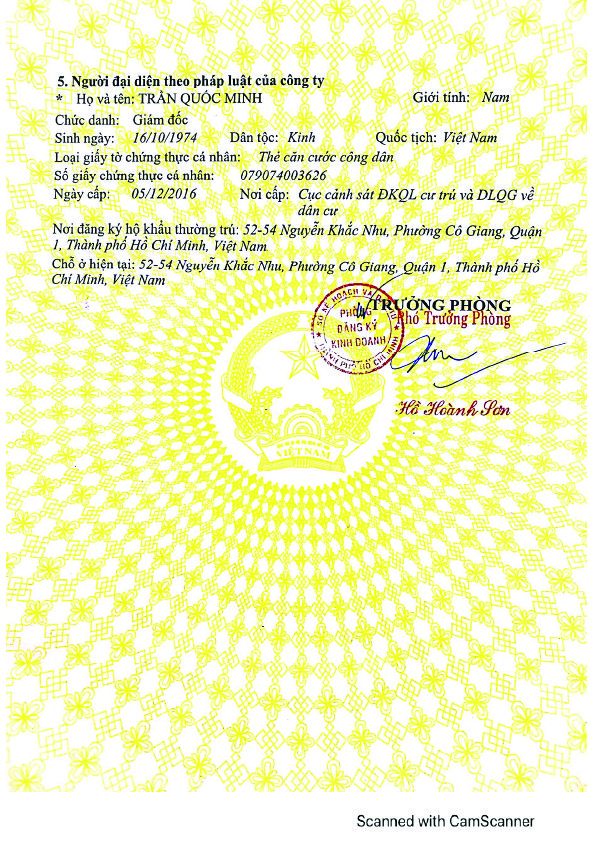 5. Người đại diện theo pháp luật của công ty
* Họ và tên: TRẦN QUỐC MINH Giới tính: Nam
Chức danh: Giám đốc
Sinh ngày: 16/10/1974 Dân tộc: Kinh Quốc tịch: Việt Nam
Loại giấy tờ chứng thực cá nhân: Thẻ căn cước công dân
Số giấy chứng thực cá nhân: 079074003626
Ngày cấp: 05/12/2016 Nơi cấp: Cục cảnh sát ĐKQL cư trú và DLQG về
dân cư
Nơi đăng ký hộ khẩu thường trú: 52-54 Nguyễn Khắc Nhu, Phường Cô Giang, Quận
1, Thành phố Hồ Chí Minh, Việt Nam
Chỗ ở hiện tại: 52-54 Nguyễn Khắc Nhu, Phường Cô Giang, Quận 1, Thành phố Hồ
Chí Minh, Việt Nam
TRƯỞNG PHÒNG
Phó Trưởng Phòng
SỞ KẾ HOẠCH VÀ ĐẦU TƯ
PHÒNG
ĐĂNG KÝ
KINH DOANH
THÀNH PHỐ HỒ CHÍ MINH
Hồ Hoành Sơn
VIỆT NAM
Scanned with CamScanner